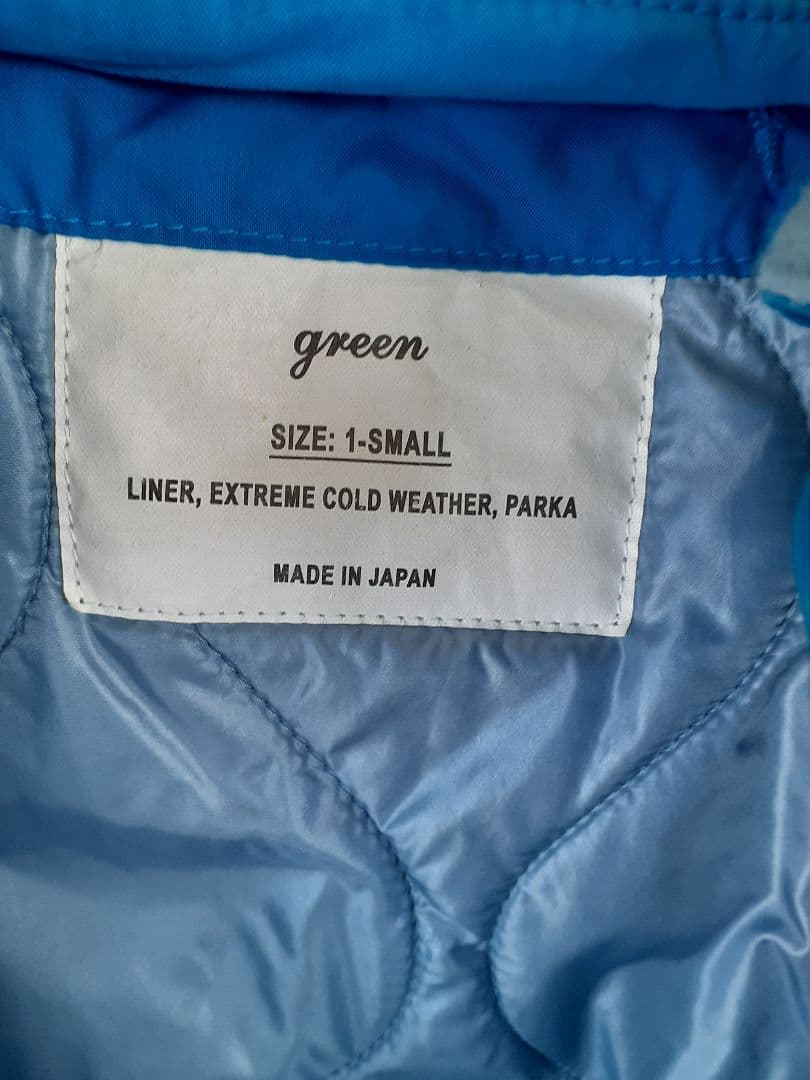 green
SIZE: 1-SMALL
LINER, EXTREME COLD WEATHER, PARKA
MADE IN JAPAN